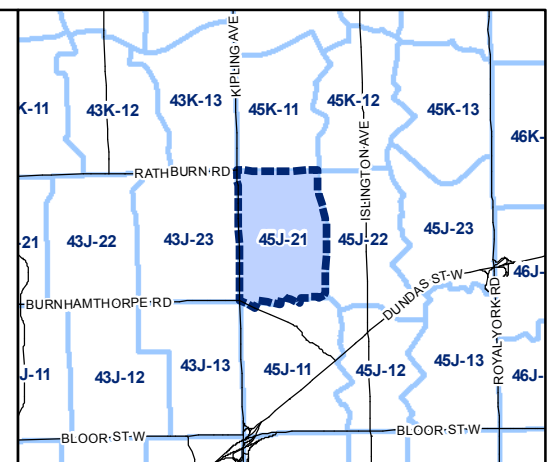 KIPLING AVE
K-11
43K-12
43K-13
45K-11
45K-12
45K-13
46K-
RATHBURN RD
ISLINGTON AVE
-21
43J-22
43J-23
45J-21
45J-22
45J-23
46J-
DUNDAS ST W
BURNHAMTHORPE RD
ROYAL YORK RD
J-11
43J-12
43J-13
45J-11
45J-12
45J-13
46J-
BLOOR ST W
BLOOR ST W